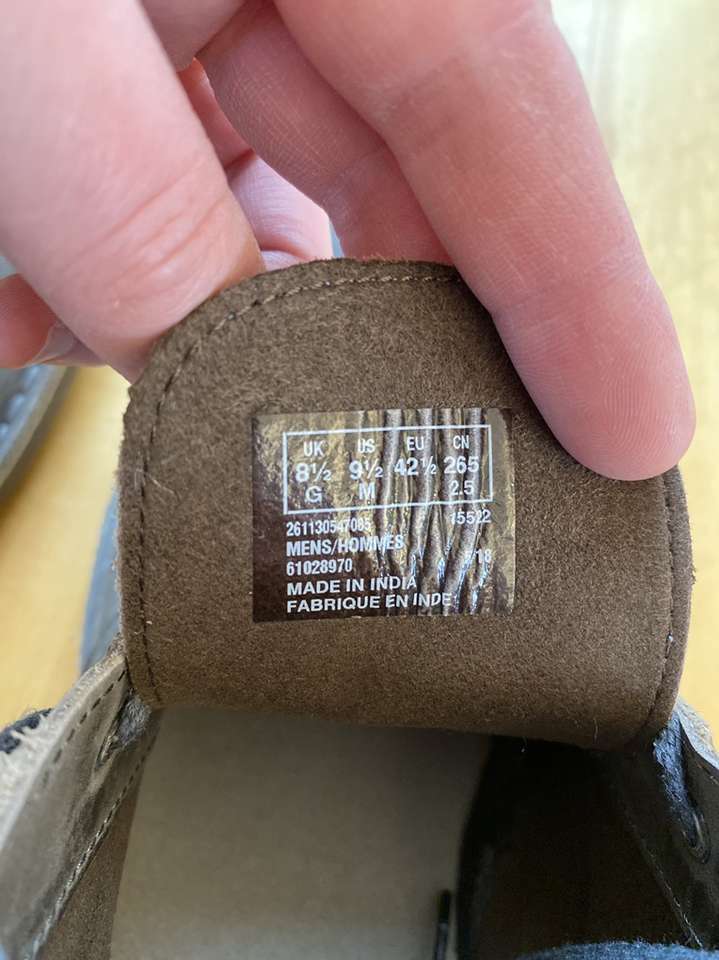 UK US EU CN
8½ 9½ 42½ 265
G M 2.5
261130547085 15522
MENS/HOMMES
61028970 18
MADE IN INDIA
FABRIQUE EN INDE